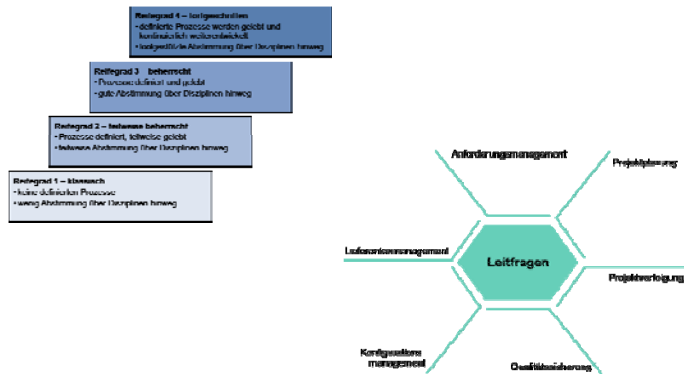 Reifegrad 4 – fortgeschritten
• definierte Prozesse werden gelebt und
kontinuierlich weiterentwickelt
• toolgestützte Abstimmung über Disziplinen hinweg
Reifegrad 3 – beherrscht
• Prozesse definiert und gelebt
• gute Abstimmung über Disziplinen hinweg
Reifegrad 2 – teilweise beherrscht
• Prozesse definiert, teilweise gelebt
• teilweise Abstimmung über Disziplinen hinweg
Reifegrad 1 – klassisch
• keine definierten Prozesse
• wenig Abstimmung über Disziplinen hinweg
Anforderungsmanagement
Projektplanung
Lieferantenmanagement
Leitfragen
Projektverfolgung
Konfigurations
management
Qualitätssicherung